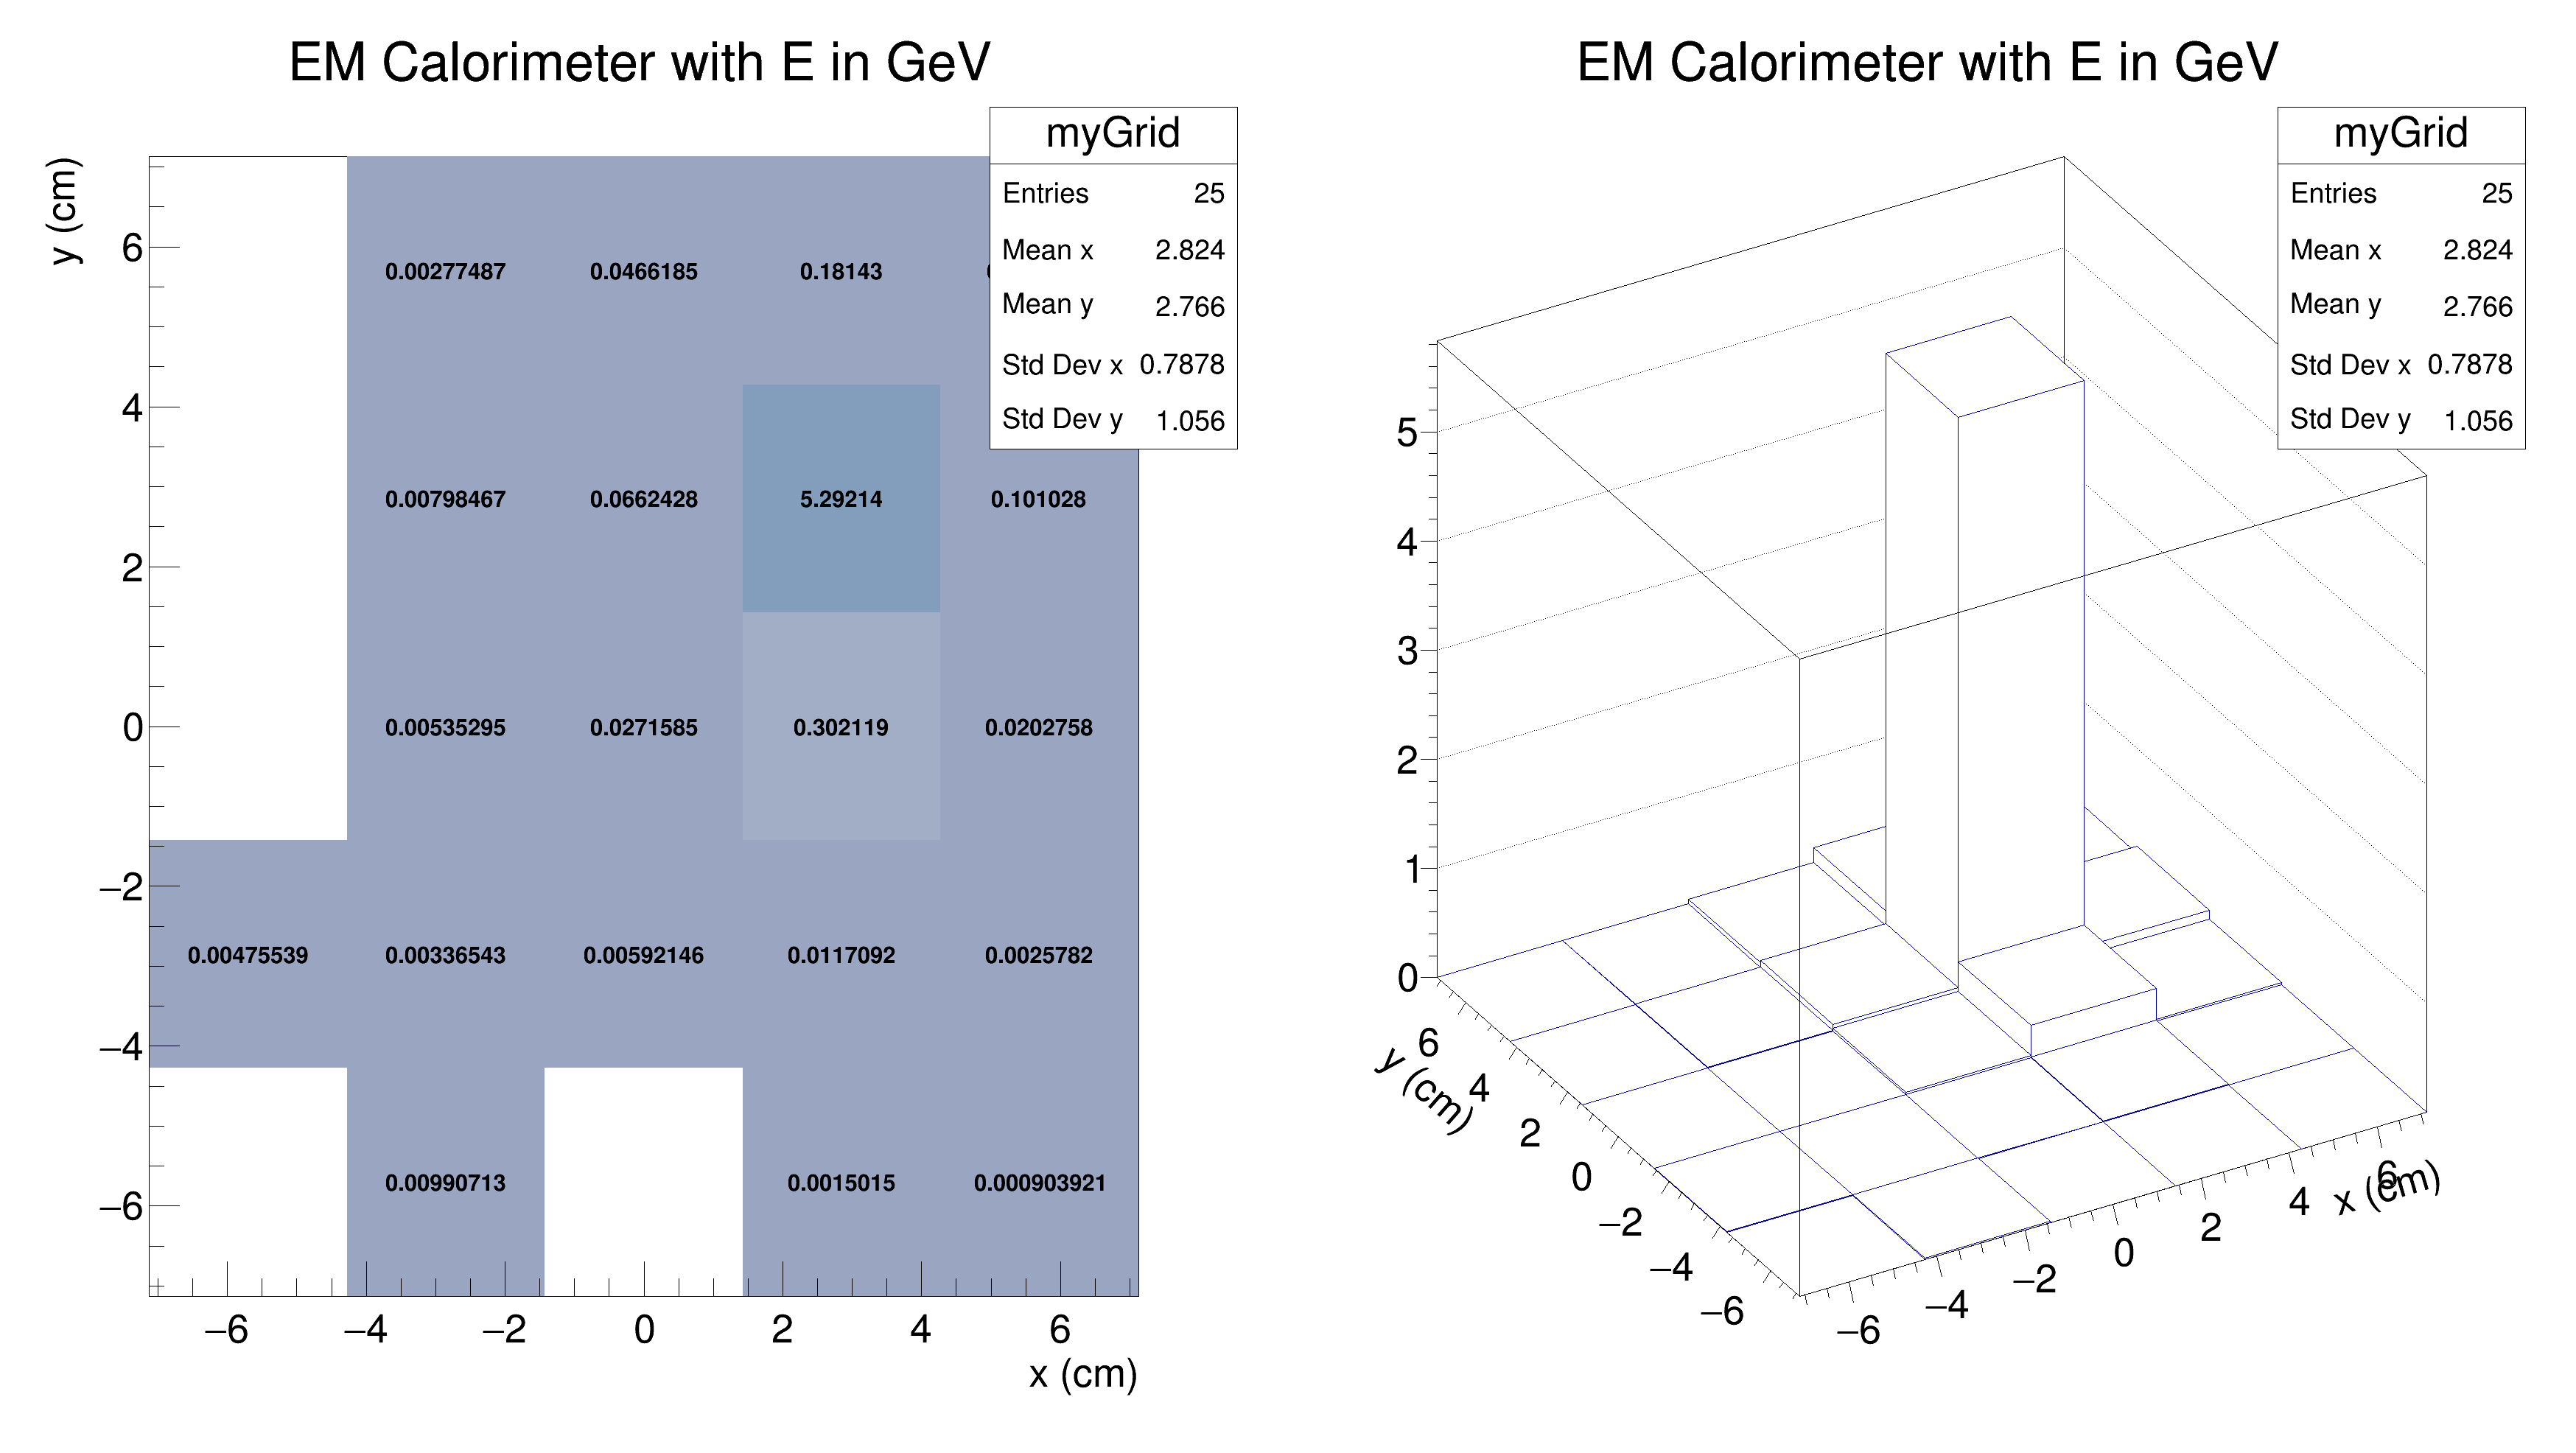 EM Calorimeter with E in GeV
myGrid
Entries 25
Mean x 2.824
Mean y 2.766
Std Dev x 0.7878
Std Dev y 1.056
y (cm)
6
4
2
0
−2
−4
−6
0.00277487 0.0466185 0.18143
0.00798467 0.0662428 5.29214 0.101028
0.00535295 0.0271585 0.302119 0.0202758
0.00475539 0.00336543 0.00592146 0.0117092 0.0025782
0.00990713 0.0015015 0.000903921
−6 −4 −2 0 2 4 6
x (cm)
EM Calorimeter with E in GeV
myGrid
Entries 25
Mean x 2.824
Mean y 2.766
Std Dev x 0.7878
Std Dev y 1.056
5
4
3
2
1
0
6
4
2
0
−2
−4
−6
y (cm)
−6
−4
−2
0
2
4
6
x (cm)